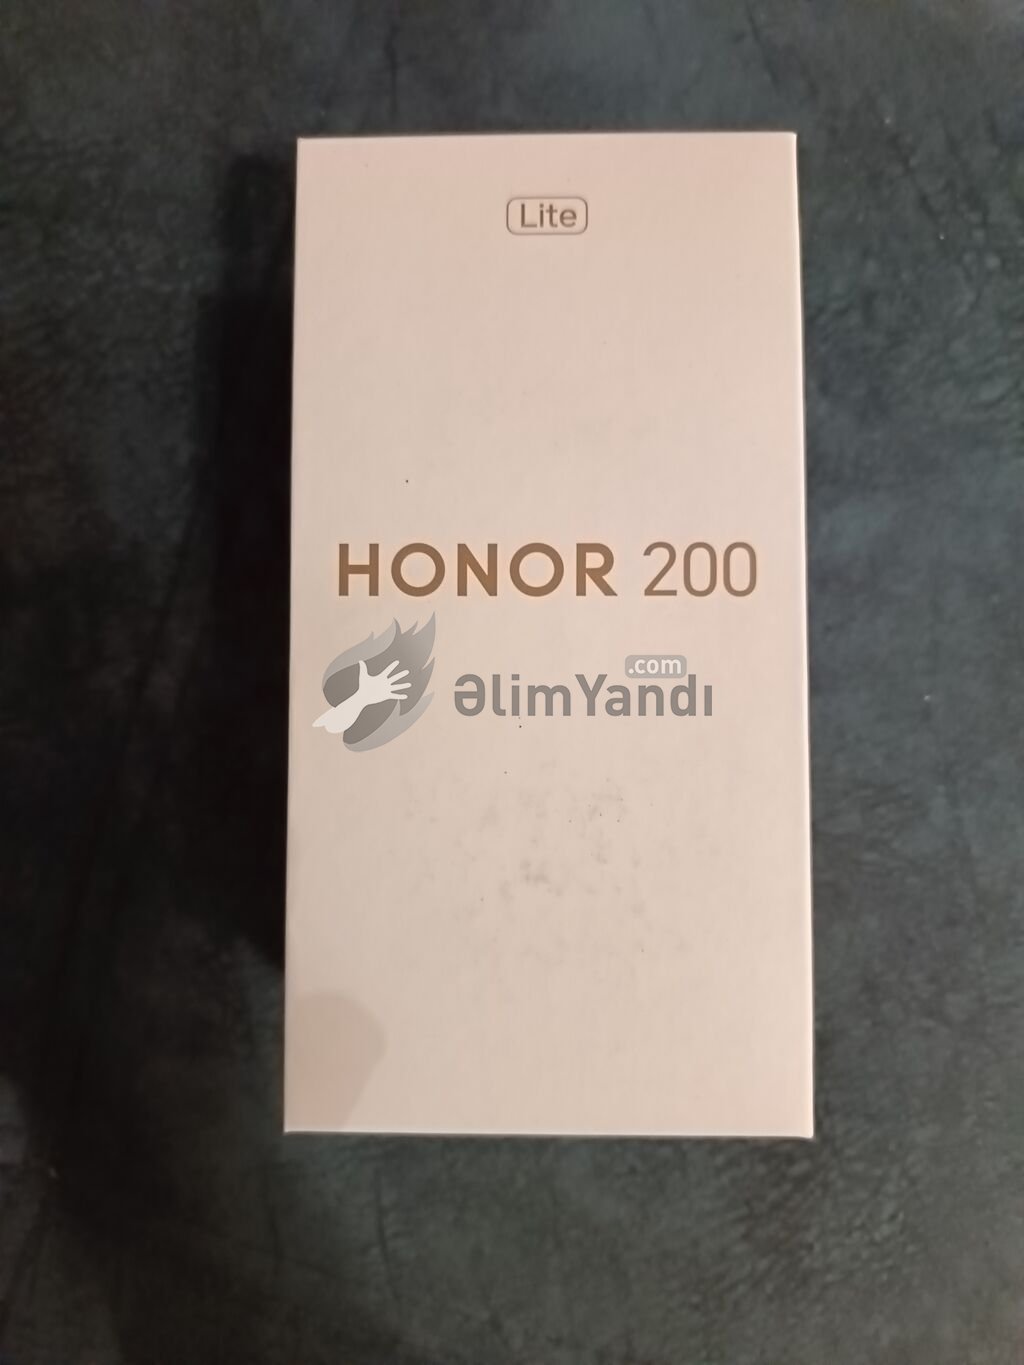 Lite
HONOR 200
.com
ƏlimYandı